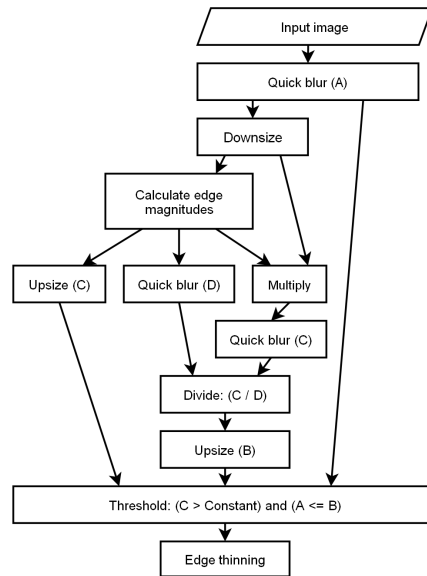 Input image
Quick blur (A)
Downsize
Calculate edge
magnitudes
Upsize (C)
Quick blur (D)
Multiply
Quick blur (C)
Divide: (C / D)
Upsize (B)
Threshold: (C > Constant) and (A <= B)
Edge thinning